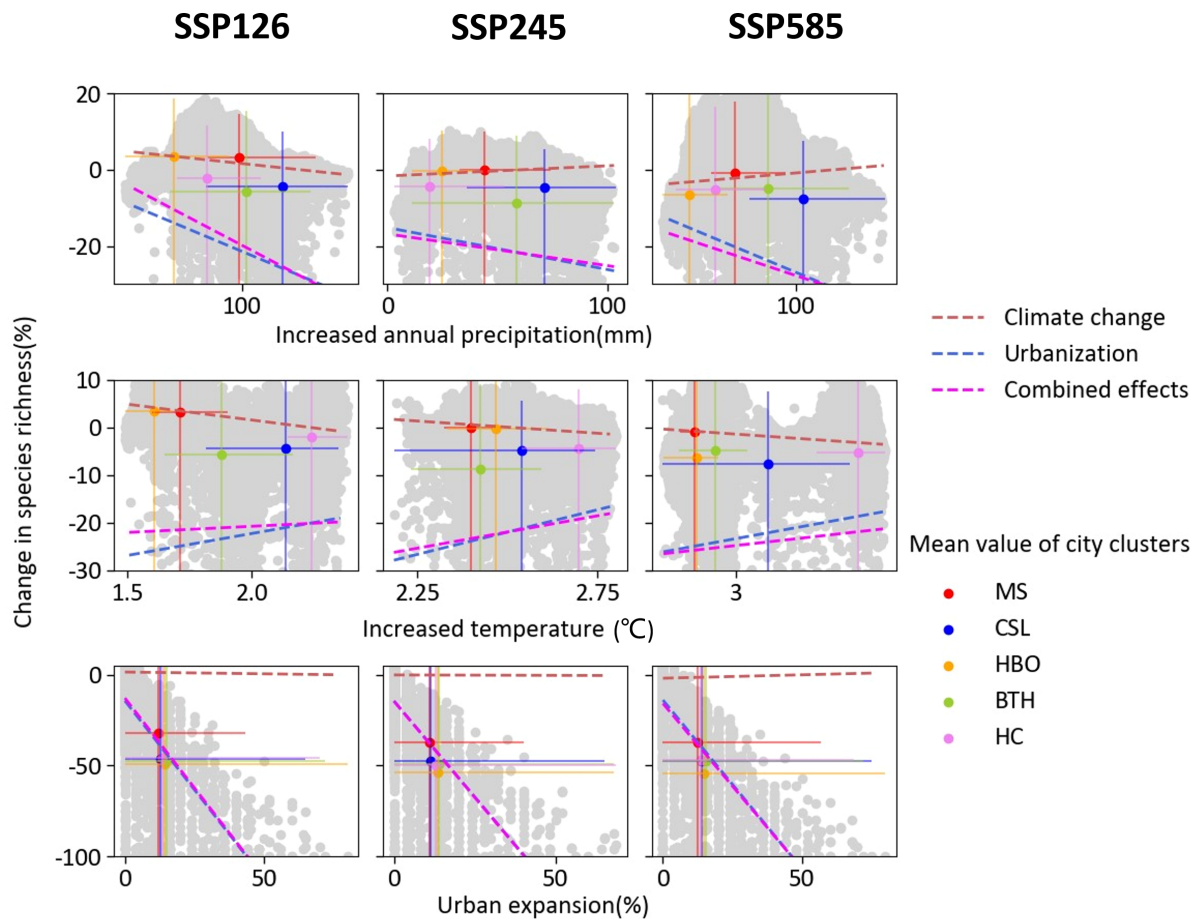 SSP126 SSP245 SSP585
20
0
-20
100 0 100 100
Increased annual precipitation(mm)
Climate change
Urbanization
Combined effects
Change in species richness(%)
10
0
-10
-20
-30
1.5 2.0 2.25 2.75 3
Increased temperature (℃)
Mean value of city clusters
MS
CSL
HBO
BTH
HC
0
-50
-100
0 50 0 50 0 50
Urban expansion(%)